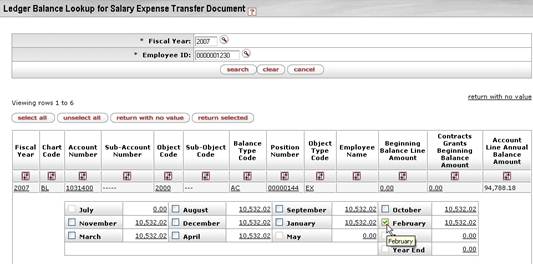 Ledger Balance Lookup for Salary Expense Transfer Document ?
* Fiscal Year: 2007
* Employee ID: 0000001230
search clear cancel
return with no value
Viewing rows 1 to 6
select all unselect all return with no value return selected
Fiscal Year Chart Code Account Number Sub-Account Number Object Code Sub-Object Code Balance Type Code Position Number Object Type Code Employee Name Beginning Balance Line Amount Contracts Grants Beginning Balance Amount Account Line Annual Balance Amount
2007 BL 1031400 ----- 2000 --- AC 00000144 EX 0.00 0.00 94,788.18
July 0.00 August 10,532.02 September 10,532.02 October 10,532.02
November 10,532.02 December 10,532.02 January 10,532.02 February 10,532.02
March 10,532.02 April 10,532.02 May 0.00 0.00
February
Year End 0.00